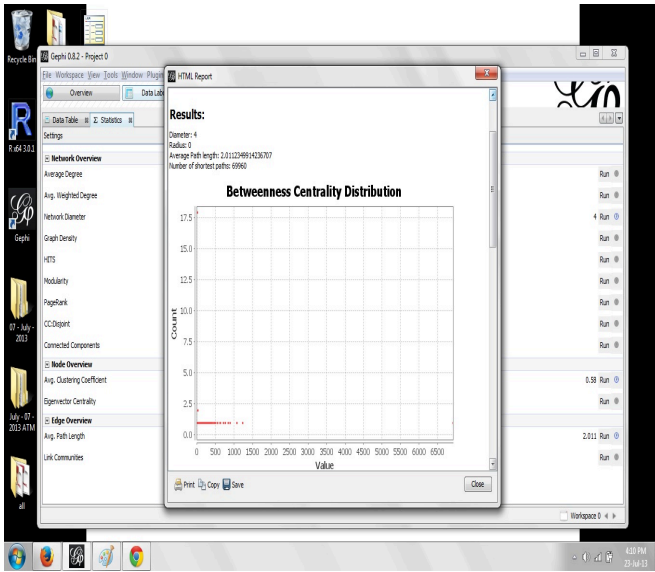 Recycle Bin
R x64 3.0.1
Gephi
07 - July - 2013
July - 07 - 2013 ATM
all
Gephi 0.8.2 - Project 0
File Workspace View Tools Window Plugin
Overview
Data Lab
Data Table
Σ Statistics
Settings
Network Overview
Average Degree Run
Avg. Weighted Degree Run
Network Diameter 4 Run
Graph Density Run
HITS Run
Modularity Run
PageRank Run
CC:Disjoint Run
Connected Components Run
Node Overview
Avg. Clustering Coefficient 0.58 Run
Eigenvector Centrality Run
Edge Overview
Avg. Path Length 2.011 Run
Link Communities Run
HTML Report
Results:
Diameter: 4
Radius: 0
Average Path length: 2.0112349914236707
Number of shortest paths: 69960
Betweenness Centrality Distribution
17.5
15.0
12.5
10.0
7.5
5.0
2.5
0.0
Count
0 500 1000 1500 2000 2500 3000 3500 4000 4500 5000 5500 6000 6500
Value
Print Copy Save
Close
Workspace 0
4:10 PM
23-Jul-13